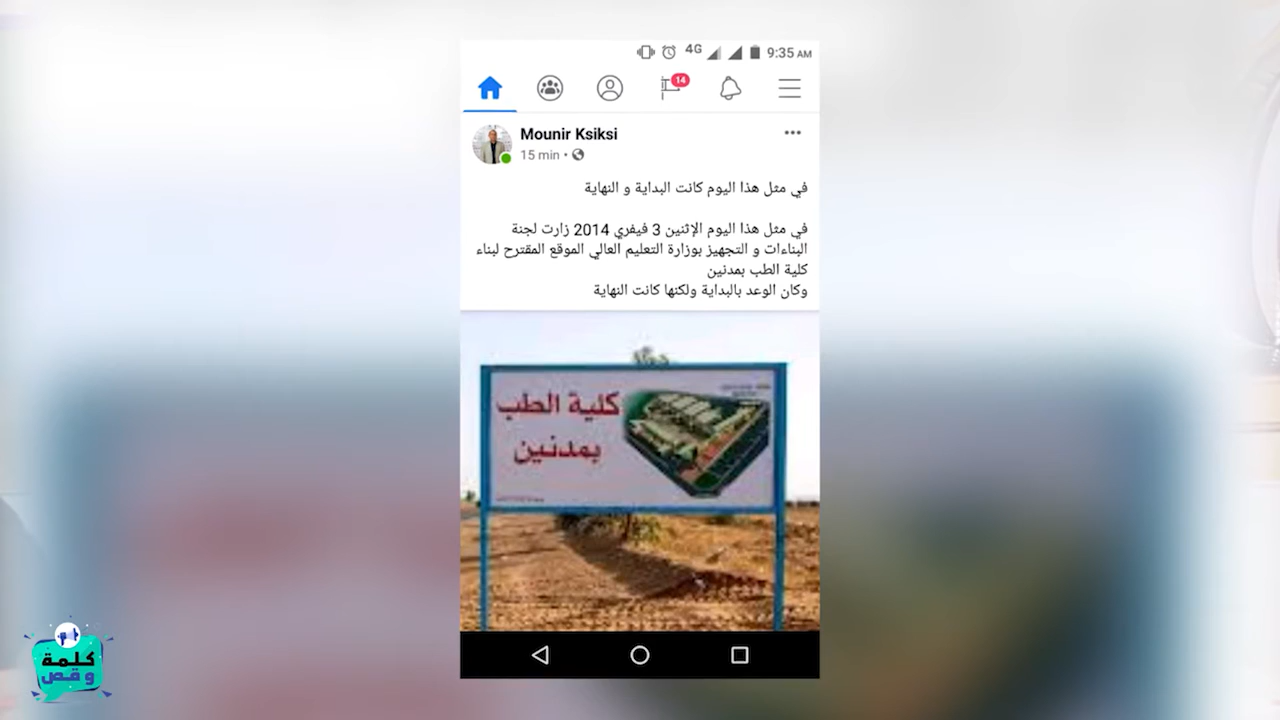 4G
9:35 AM
14
Mounir Ksiksi
15 min •
في مثل هذا اليوم كانت البداية و النهاية
في مثل هذا اليوم الإثنين 3 فيفري 2014 زارت لجنة
البناءات و التجهيز بوزارة التعليم العالي الموقع المقترح لبناء
كلية الطب بمدنين
وكان الوعد بالبداية ولكنها كانت النهاية
كلية الطب
بمدنين
كلمة
و قص